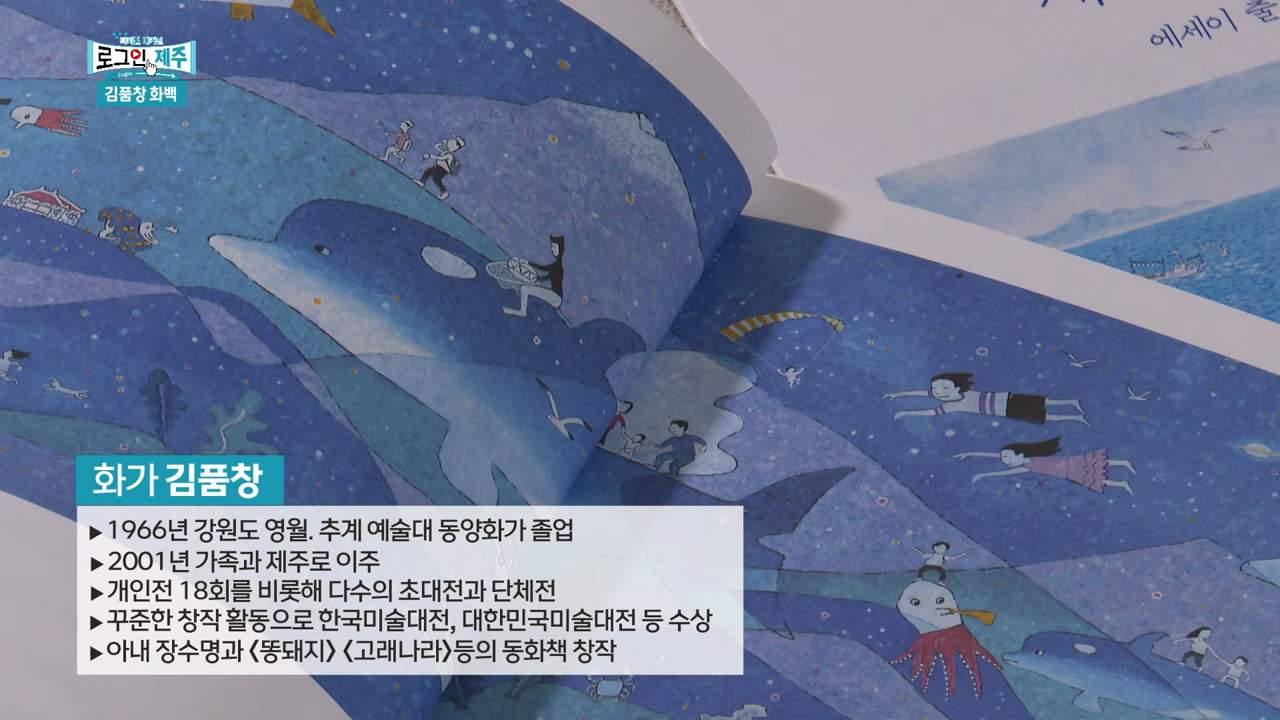 로그인 제주
Login
김품창 화백
에세이
화가 김품창
▶1966년 강원도 영월. 추계 예술대 동양화가 졸업
▶2001년 가족과 제주로 이주
▶개인전 18회를 비롯해 다수의 초대전과 단체전
▶꾸준한 창작 활동으로 한국미술대전, 대한민국미술대전 등 수상
▶아내 장수명과 〈똥돼지〉 〈고래나라〉등의 동화책 창작